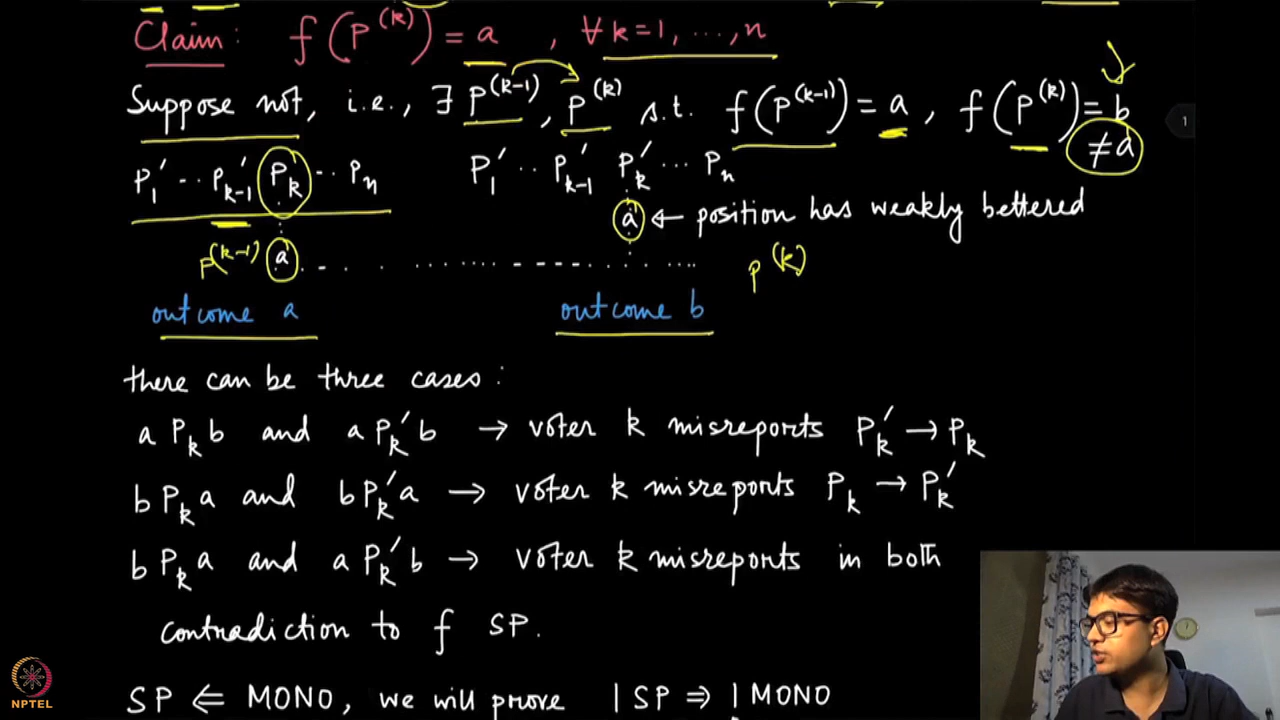 Claim: f(P^(k)) = a , ∀ k = 1, ..., n
Suppose not, i.e., ∃ P^(k-1), P^(k) s.t. f(P^(k-1)) = a , f(P^(k)) = b
≠ a
P₁' ·· P'ₖ₋₁ Pₖ ·· Pₙ P₁' ·· P'ₖ₋₁ Pₖ' ··· Pₙ
a ← position has weakly bettered
P^(k-1) a P^(k)
outcome a outcome b
there can be three cases :
a Pₖ b and a Pₖ' b → voter k misreports Pₖ' → Pₖ
b Pₖ a and b Pₖ' a → voter k misreports Pₖ → Pₖ'
b Pₖ a and a Pₖ' b → voter k misreports in both
contradiction to f SP.
SP ⇐ MONO, we will prove !SP ⇒ !MONO
NPTEL
1